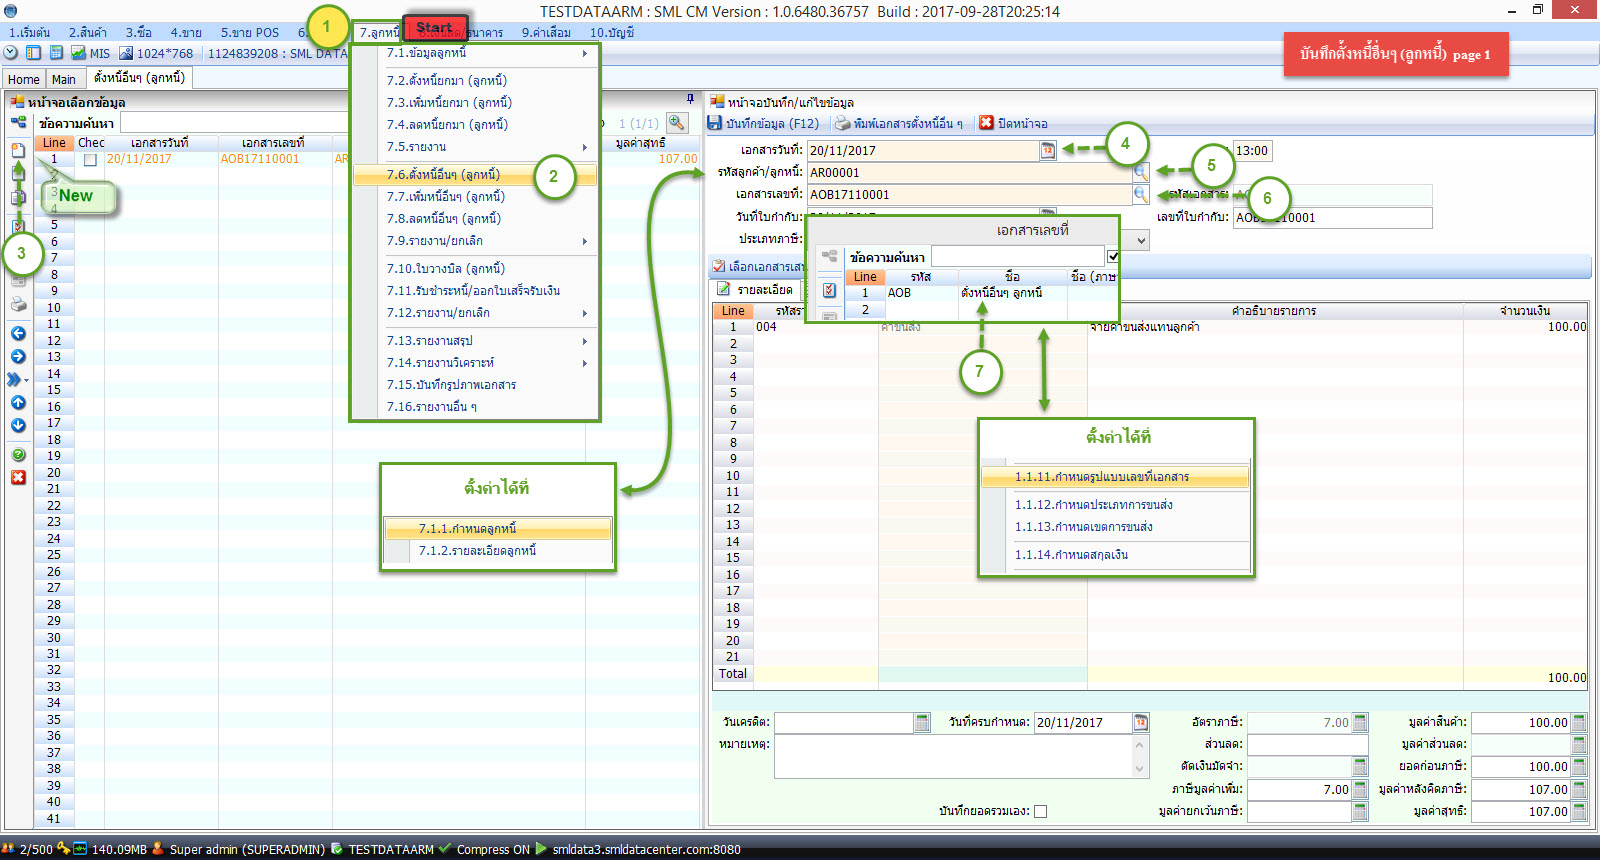 TESTDATAARM : SML CM Version : 1.0.6480.36757 Build : 2017-09-28T20:25:14
1.เริ่มต้น 2.สินค้า 3.ซื้อ 4.ขาย 5.ขาย POS 7.ลูกหนี้ 9.ค่าเสื่อม 10.บัญชี
1 Start
MIS 1024*768 1124839208 : SML DATA
บันทึกตั้งหนี้อื่นๆ (ลูกหนี้) page 1
Home Main ตั้งหนี้อื่นๆ (ลูกหนี้)
หน้าจอเลือกข้อมูล
ข้อความค้นหา 1 (1/1)
Line Chec เอกสารวันที่ เอกสารเลขที่ มูลค่าสุทธิ
1 20/11/2017 AOB17110001 AR 107.00
New
3
4
5
6
7
8
9
10
11
12
13
14
15
16
17
18
19
20
21
22
23
24
25
26
27
28
29
30
31
32
33
34
35
36
37
38
39
40
41
3
7.1.ข้อมูลลูกหนี้
7.2.ตั้งหนี้ยกมา (ลูกหนี้)
7.3.เพิ่มหนี้ยกมา (ลูกหนี้)
7.4.ลดหนี้ยกมา (ลูกหนี้)
7.5.รายงาน
7.6.ตั้งหนี้อื่นๆ (ลูกหนี้) 2
7.7.เพิ่มหนี้อื่นๆ (ลูกหนี้)
7.8.ลดหนี้อื่นๆ (ลูกหนี้)
7.9.รายงาน/ยกเลิก
7.10.ใบวางบิล (ลูกหนี้)
7.11.รับชำระหนี้/ออกใบเสร็จรับเงิน
7.12.รายงาน/ยกเลิก
7.13.รายงานสรุป
7.14.รายงานวิเคราะห์
7.15.บันทึกรูปภาพเอกสาร
7.16.รายงานอื่น ๆ
ตั้งค่าได้ที่
7.1.1.กำหนดลูกหนี้
7.1.2.รายละเอียดลูกหนี้
หน้าจอบันทึก/แก้ไขข้อมูล
บันทึกข้อมูล (F12) พิมพ์เอกสารตั้งหนี้อื่น ๆ ปิดหน้าจอ
เอกสารวันที่: 20/11/2017 4 13:00
รหัสลูกค้า/ลูกหนี้: AR00001 5
เอกสารเลขที่: AOB17110001 6 รหัสเอกสาร:
วันที่ใบกำกับ: เลขที่ใบกำกับ: AOB17110001
ประเภทภาษี:
เอกสารเลขที่
ข้อความค้นหา
Line รหัส ชื่อ ชื่อ (ภาษ
1 AOB ตั้งหนี้อื่นๆ ลูกหนี้
2
7
รายละเอียด
Line คำอธิบายรายการ จำนวนเงิน
1 004 ค่าขนส่ง จ่ายค่าขนส่งแทนลูกค้า 100.00
2
3
4
5
6
7
8
9
10
11
12
13
14
15
16
17
18
19
20
21
Total 100.00
ตั้งค่าได้ที่
1.1.11.กำหนดรูปแบบเลขที่เอกสาร
1.1.12.กำหนดประเภทการขนส่ง
1.1.13.กำหนดเขตการขนส่ง
1.1.14.กำหนดสกุลเงิน
วันเครดิต: วันที่ครบกำหนด: 20/11/2017 อัตราภาษี: 7.00 มูลค่าสินค้า: 100.00
หมายเหตุ: ส่วนลด: มูลค่าส่วนลด:
ตัดเงินมัดจำ: ยอดก่อนภาษี: 100.00
ภาษีมูลค่าเพิ่ม: 7.00 มูลค่าหลังคิดภาษี: 107.00
บันทึกยอดรวมเอง: มูลค่ายกเว้นภาษี: มูลค่าสุทธิ: 107.00
2/500 140.09MB Super admin (SUPERADMIN) TESTDATAARM Compress ON smldata3.smldatacenter.com:8080